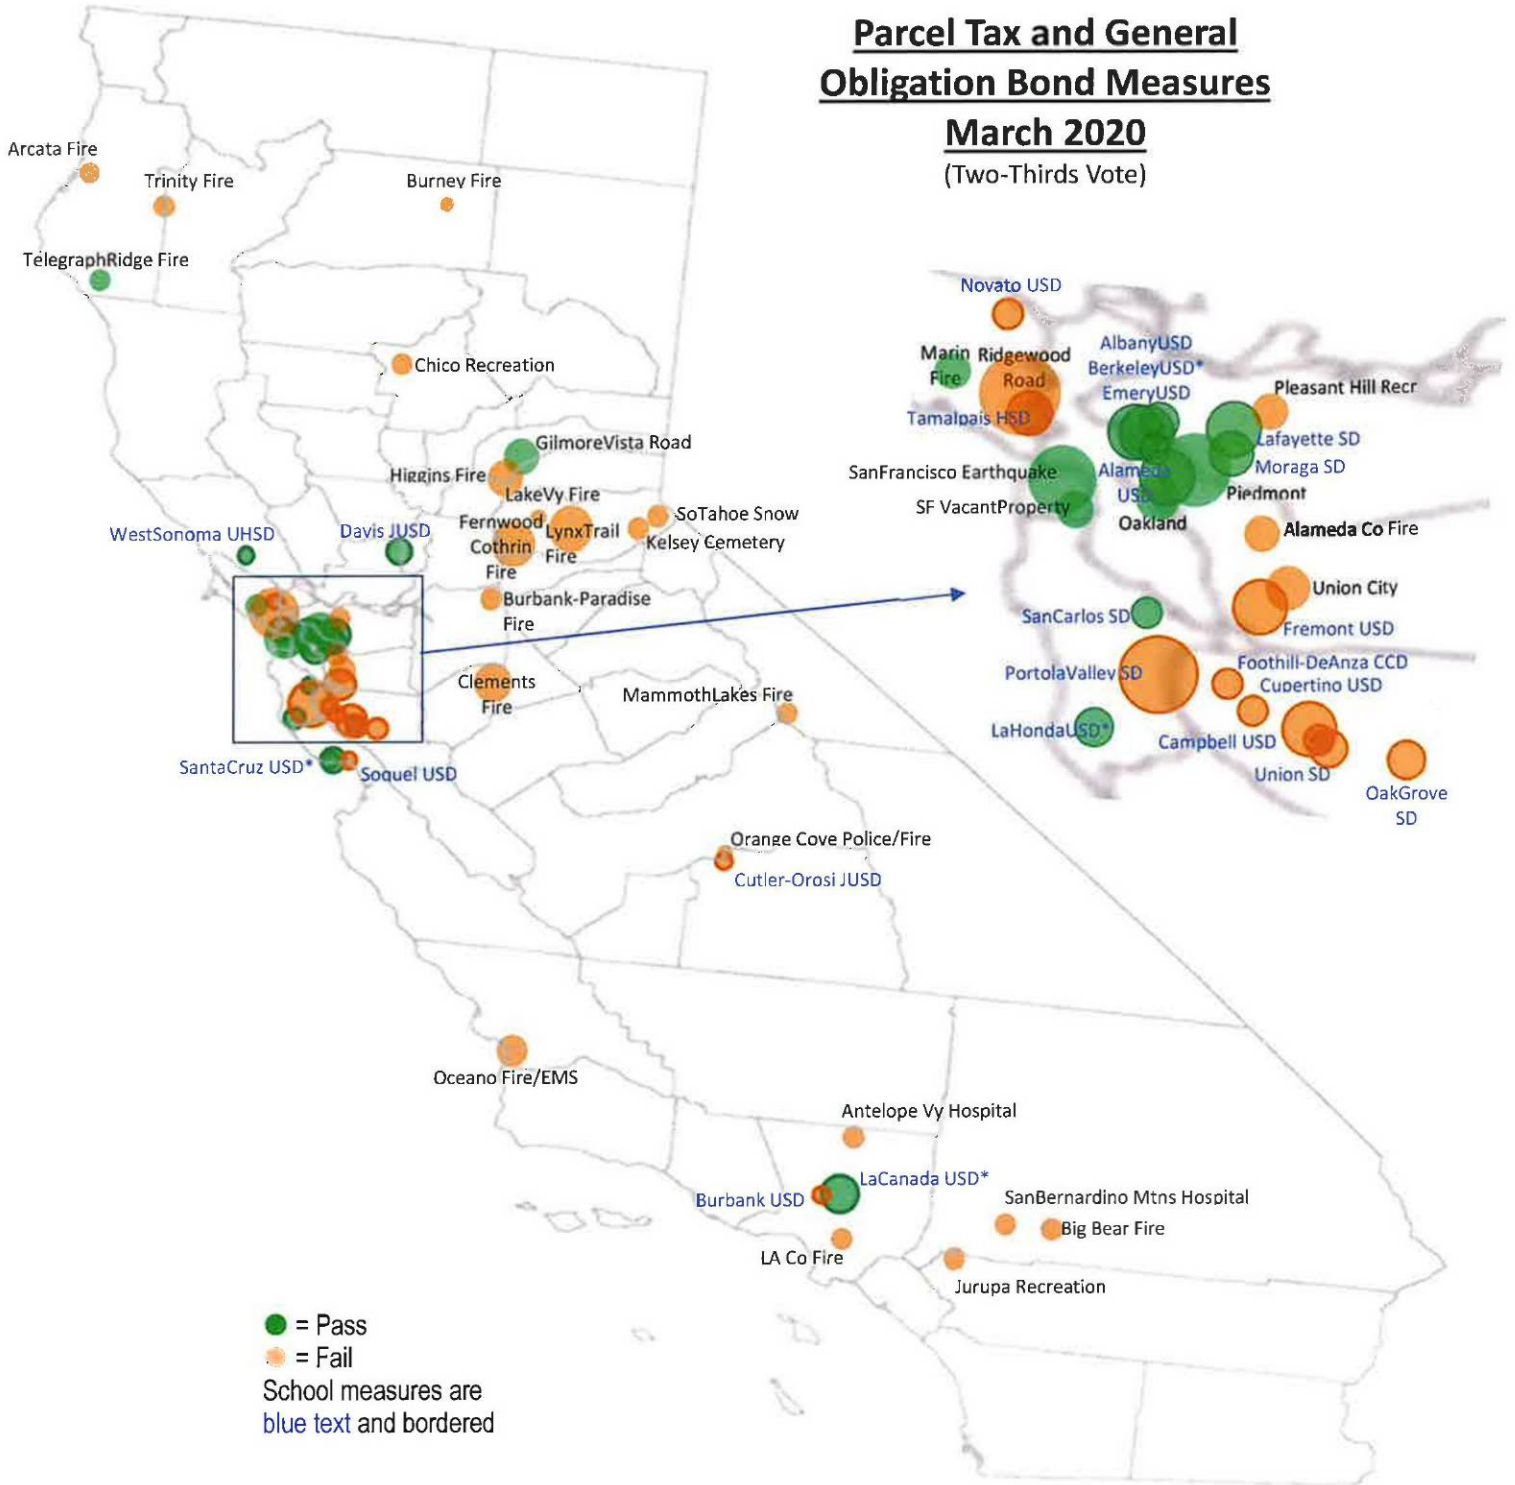 Parcel Tax and General
Obligation Bond Measures
March 2020
(Two-Thirds Vote)
Arcata Fire
Trinity Fire
Burney Fire
TelegraphRidge Fire
Chico Recreation
GilmoreVista Road
Higgins Fire
LakeVy Fire
Fernwood
Cothrin
Fire
LynxTrail
Fire
SoTahoe Snow
Kelsey Cemetery
WestSonoma UHSD
Davis JUSD
Burbank-Paradise
Fire
Clements
Fire
MammothLakes Fire
SantaCruz USD*
Soquel USD
Orange Cove Police/Fire
Cutler-Orosi JUSD
Oceano Fire/EMS
Antelope Vy Hospital
LaCanada USD*
Burbank USD
LA Co Fire
SanBernardino Mtns Hospital
Big Bear Fire
Jurupa Recreation
Novato USD
Marin
Fire
Ridgewood
Road
Tamalpais HSD
AlbanyUSD
BerkeleyUSD*
EmeryUSD
Pleasant Hill Recr
Lafayette SD
Moraga SD
SanFrancisco Earthquake
Alameda
USD
Piedmont
SF VacantProperty
Oakland
Alameda Co Fire
Union City
SanCarlos SD
Fremont USD
Foothill-DeAnza CCD
PortolaValley SD
Cupertino USD
LaHondaUSD*
Campbell USD
Union SD
OakGrove
SD
= Pass
= Fail
School measures are
blue text and bordered